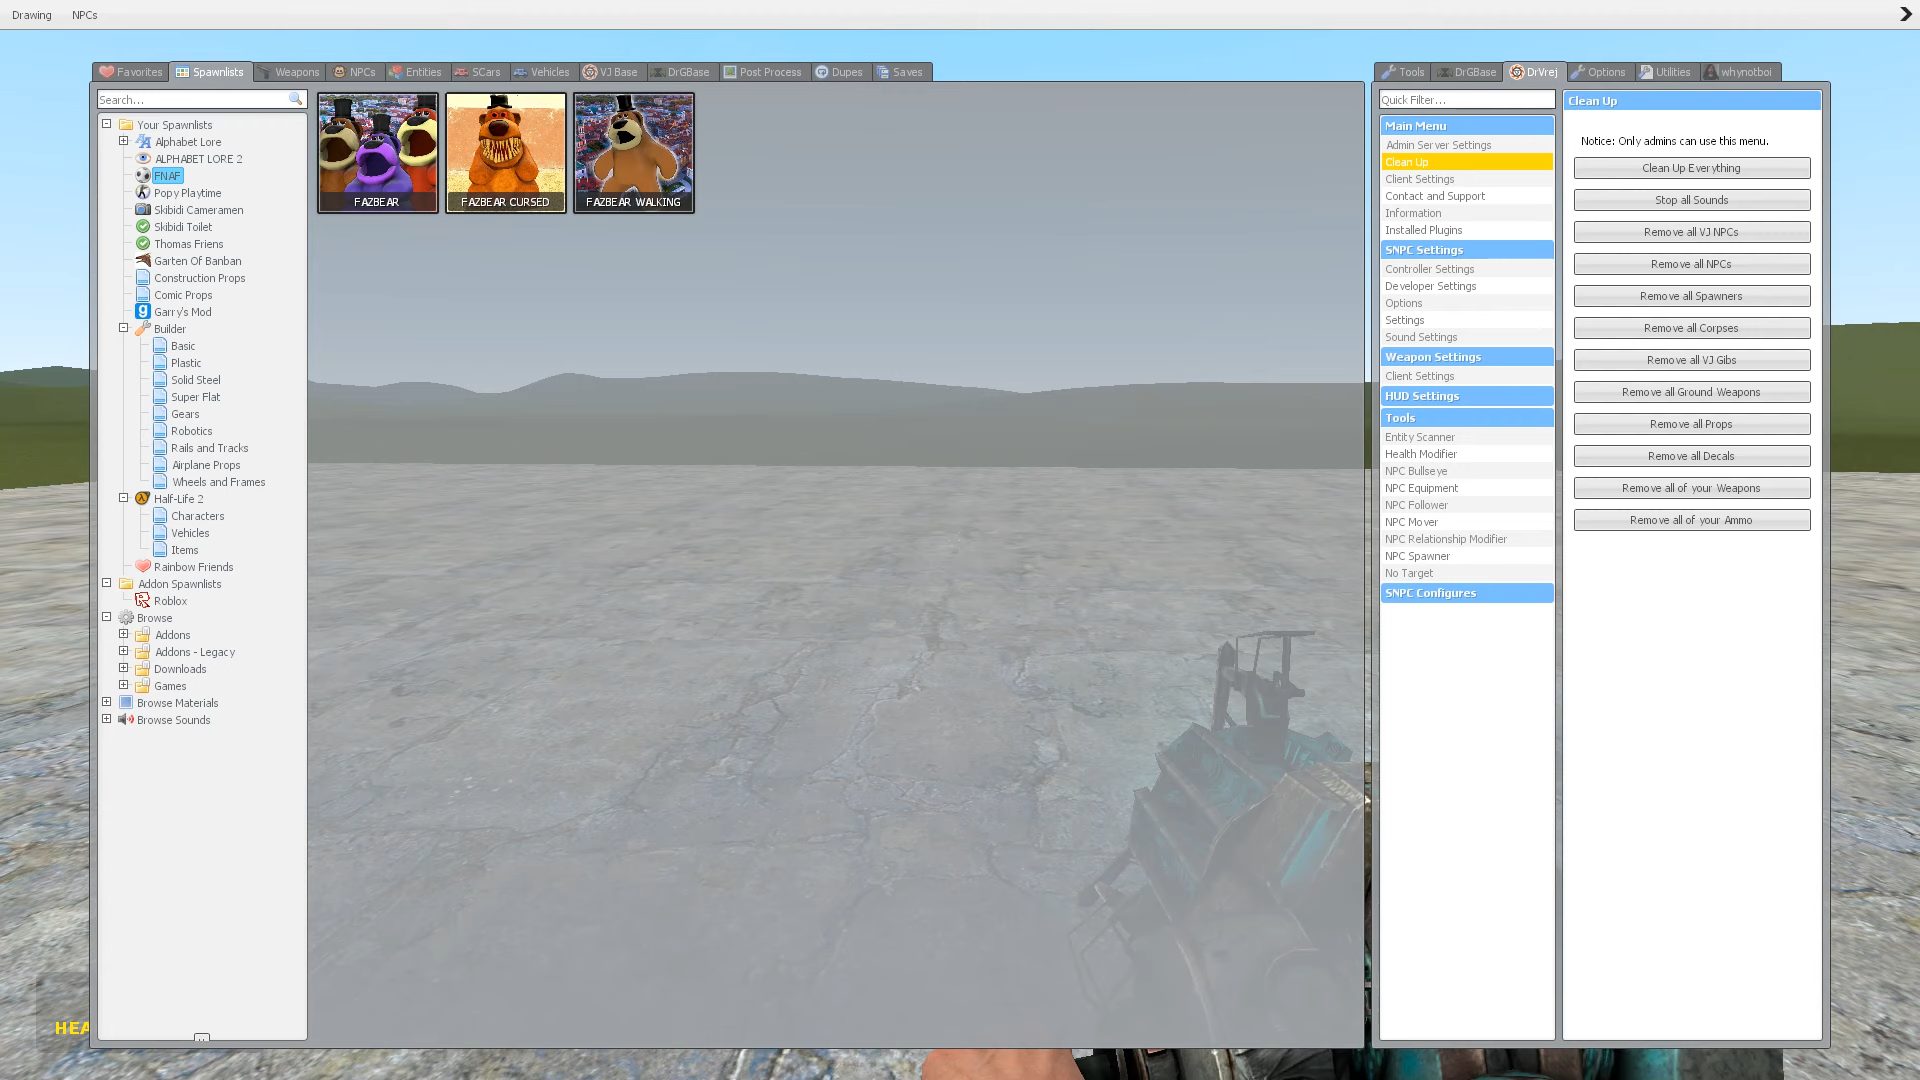 Drawing NPCs
Favorites Spawnlists Weapons NPCs Entities SCars Vehicles VJ Base DrGBase Post Process Dupes Saves
Search...
Your Spawnlists
Alphabet Lore
ALPHABET LORE 2
FNAF
Popy Playtime
Skibidi Cameramen
Skibidi Toilet
Thomas Friens
Garten Of Banban
Construction Props
Comic Props
Garry's Mod
Builder
Basic
Plastic
Solid Steel
Super Flat
Gears
Robotics
Rails and Tracks
Airplane Props
Wheels and Frames
Half-Life 2
Characters
Vehicles
Items
Rainbow Friends
Addon Spawnlists
Roblox
Browse
Addons
Addons - Legacy
Downloads
Games
Browse Materials
Browse Sounds
FAZBEAR
FAZBEAR CURSED
FAZBEAR WALKING
HEA
Tools DrGBase DrVrej Options Utilities whynotboi
Quick Filter...
Main Menu
Admin Server Settings
Clean Up
Client Settings
Contact and Support
Information
Installed Plugins
SNPC Settings
Controller Settings
Developer Settings
Options
Settings
Sound Settings
Weapon Settings
Client Settings
HUD Settings
Tools
Entity Scanner
Health Modifier
NPC Bullseye
NPC Equipment
NPC Follower
NPC Mover
NPC Relationship Modifier
NPC Spawner
No Target
SNPC Configures
Clean Up
Notice: Only admins can use this menu.
Clean Up Everything
Stop all Sounds
Remove all VJ NPCs
Remove all NPCs
Remove all Spawners
Remove all Corpses
Remove all VJ Gibs
Remove all Ground Weapons
Remove all Props
Remove all Decals
Remove all of your Weapons
Remove all of your Ammo